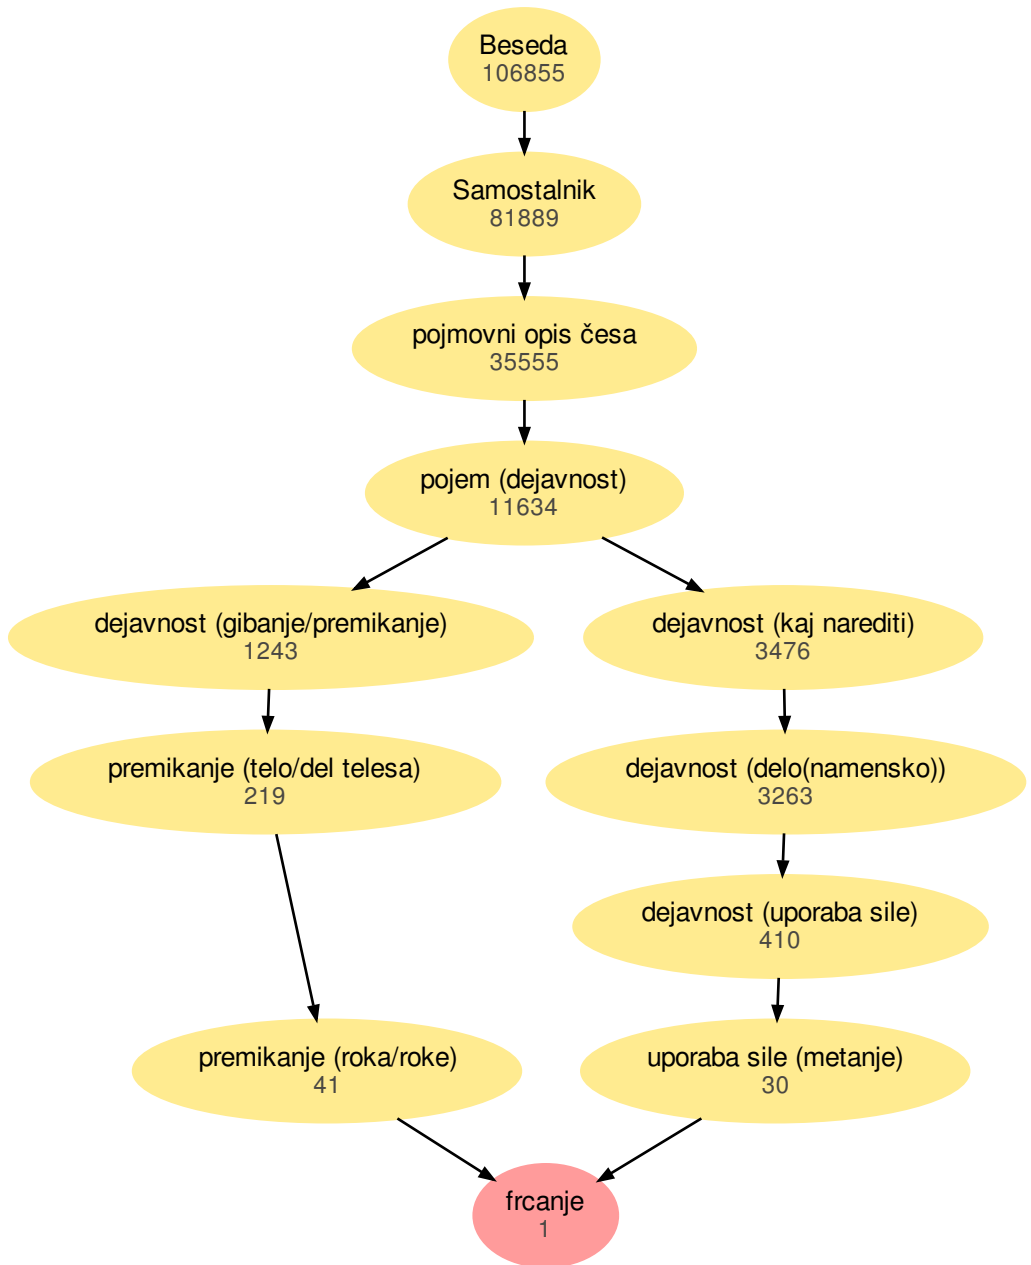 Beseda
106855
Samostalnik
81889
pojmovni opis česa
35555
pojem (dejavnost)
11634
dejavnost (gibanje/premikanje)
1243
dejavnost (kaj narediti)
3476
premikanje (telo/del telesa)
219
dejavnost (delo(namensko))
3263
dejavnost (uporaba sile)
410
premikanje (roka/roke)
41
uporaba sile (metanje)
30
frcanje
1